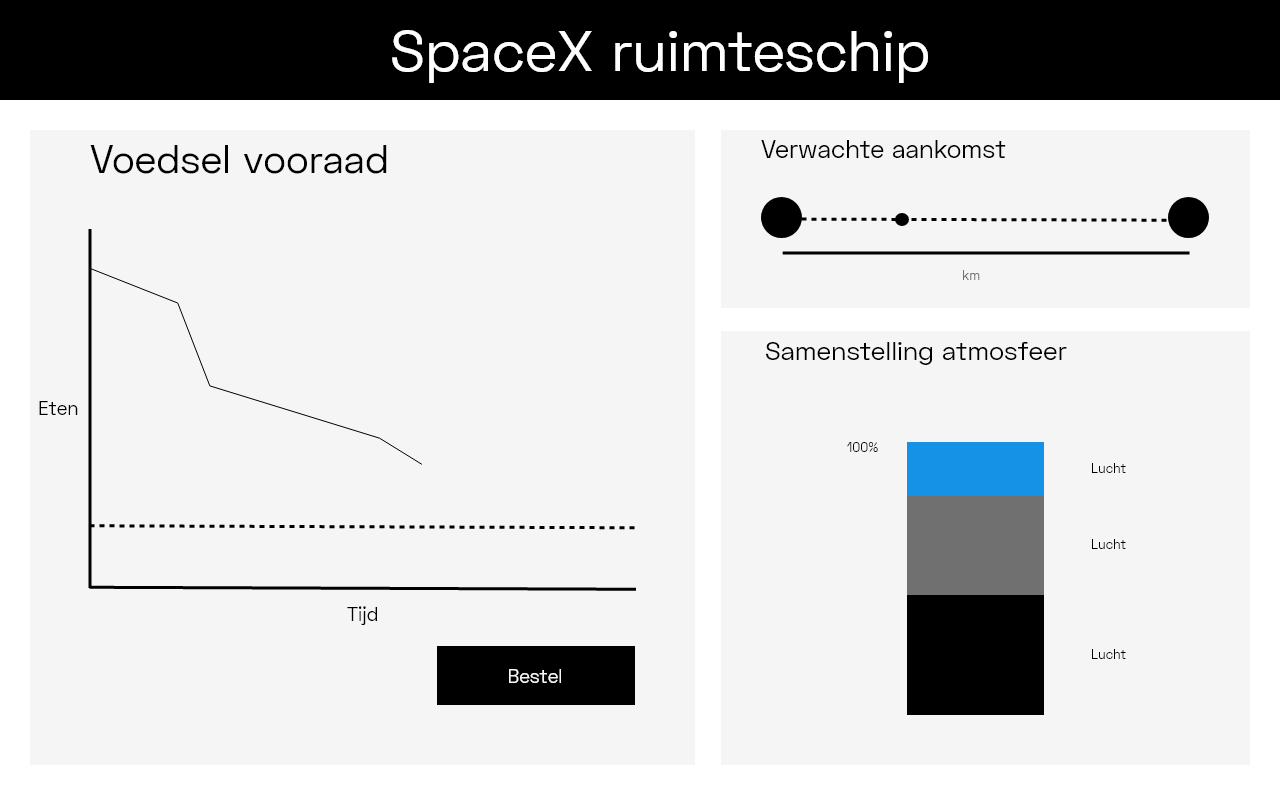 SpaceX ruimteschip
Voedsel vooraad
Eten
Tijd
Bestel
Verwachte aankomst
km
Samenstelling atmosfeer
100%
Lucht
Lucht
Lucht